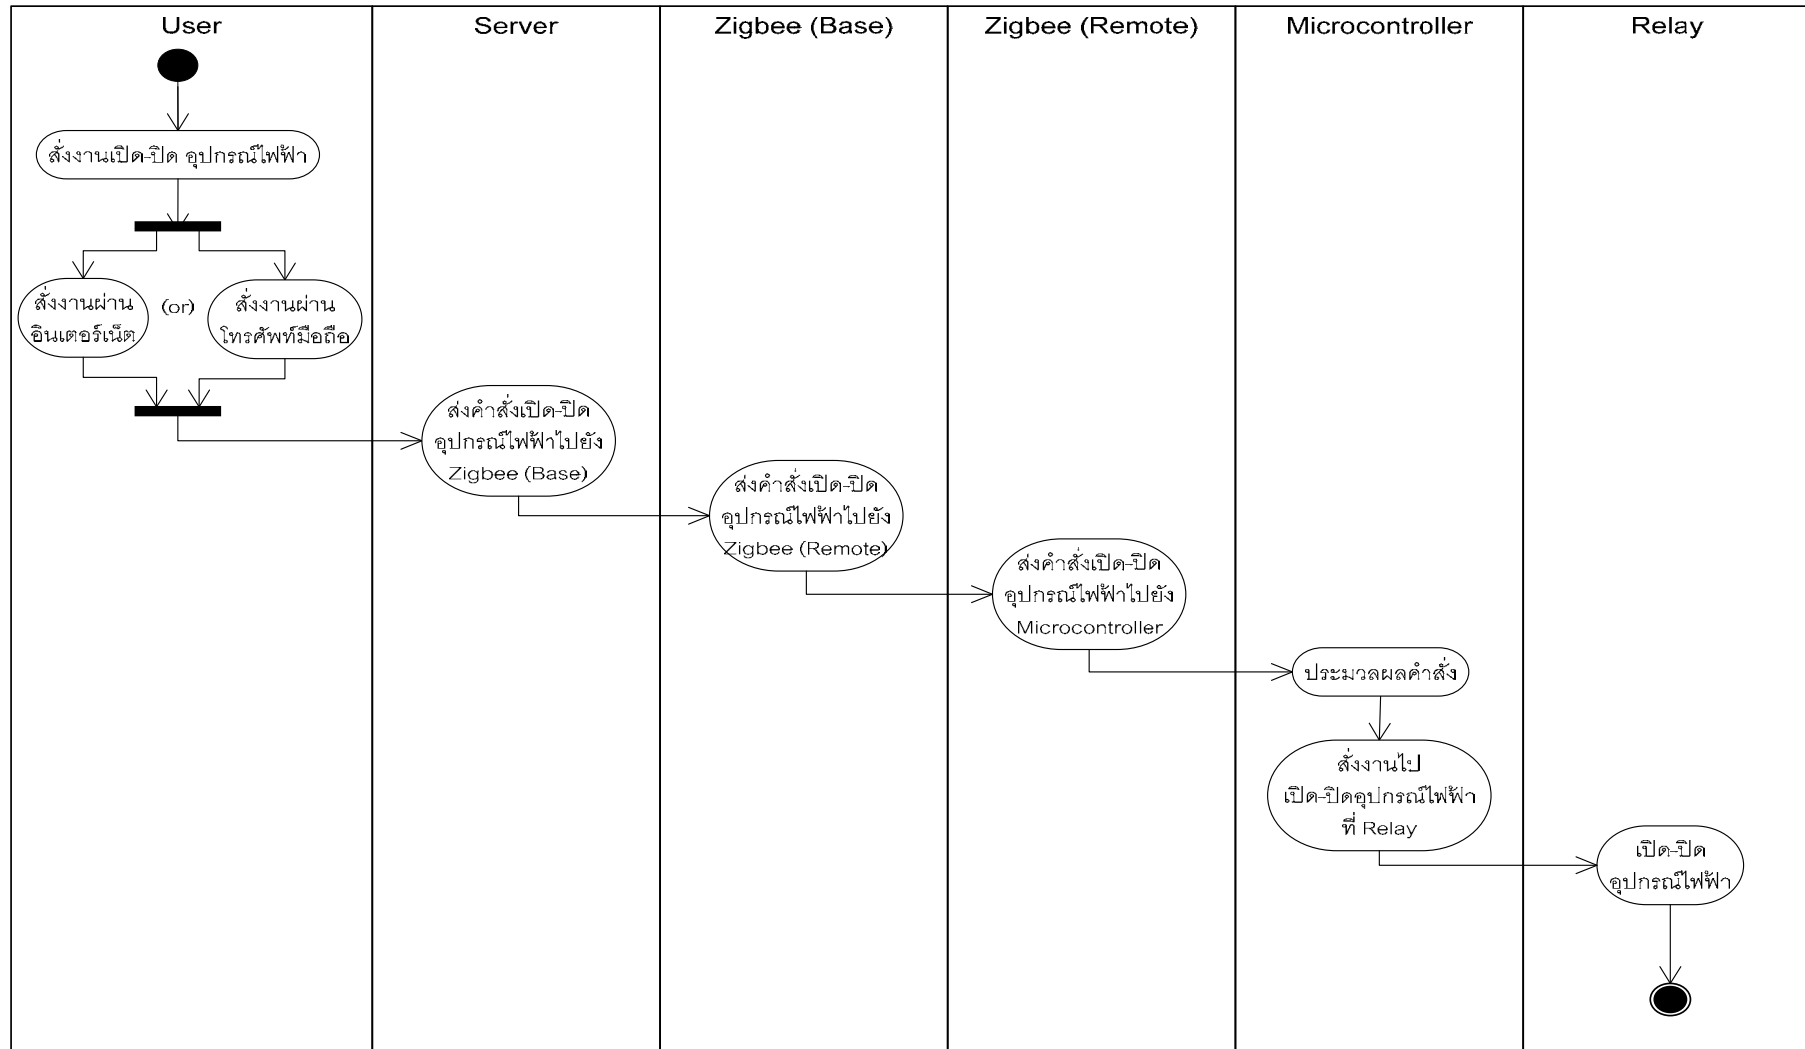 User
Server
Zigbee (Base)
Zigbee (Remote)
Microcontroller
Relay
สั่งงานเปิด-ปิด อุปกรณ์ไฟฟ้า
สั่งงานผ่าน
อินเตอร์เน็ต
(or)
สั่งงานผ่าน
โทรศัพท์มือถือ
ส่งคำสั่งเปิด-ปิด
อุปกรณ์ไฟฟ้าไปยัง
Zigbee (Base)
ส่งคำสั่งเปิด-ปิด
อุปกรณ์ไฟฟ้าไปยัง
Zigbee (Remote)
ส่งคำสั่งเปิด-ปิด
อุปกรณ์ไฟฟ้าไปยัง
Microcontroller
ประมวลผลคำสั่ง
สั่งงานไป
เปิด-ปิดอุปกรณ์ไฟฟ้า
ที่ Relay
เปิด-ปิด
อุปกรณ์ไฟฟ้า